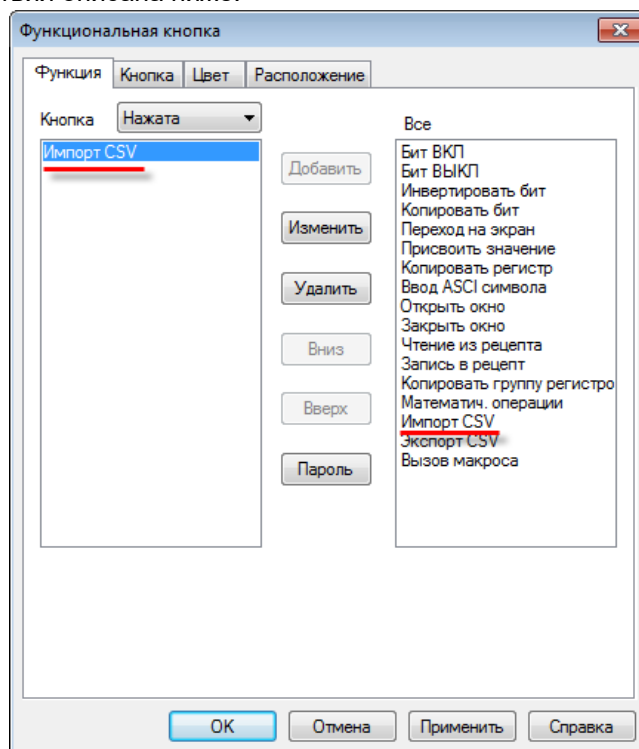 Функциональная кнопка
Функция Кнопка Цвет Расположение
Кнопка Нажата
Все
Импорт CSV
Добавить
Изменить
Удалить
Вниз
Вверх
Пароль
Бит ВКЛ
Бит ВЫКЛ
Инвертировать бит
Копировать бит
Переход на экран
Присвоить значение
Копировать регистр
Ввод ASCI символа
Открыть окно
Закрыть окно
Чтение из рецепта
Запись в рецепт
Копировать группу регистро
Математич. операции
Импорт CSV
Экспорт CSV
Вызов макроса
OK Отмена Применить Справка